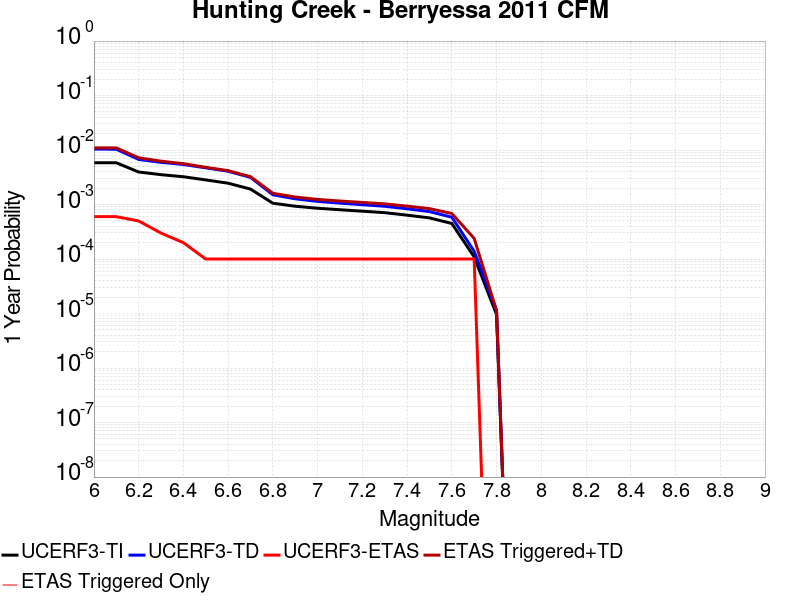 Hunting Creek - Berryessa 2011 CFM
10^0
10^-1
10^-2
10^-3
10^-4
10^-5
10^-6
10^-7
10^-8
1 Year Probability
6 6.2 6.4 6.6 6.8 7 7.2 7.4 7.6 7.8 8 8.2 8.4 8.6 8.8 9
Magnitude
UCERF3-TI UCERF3-TD UCERF3-ETAS ETAS Triggered+TD
ETAS Triggered Only